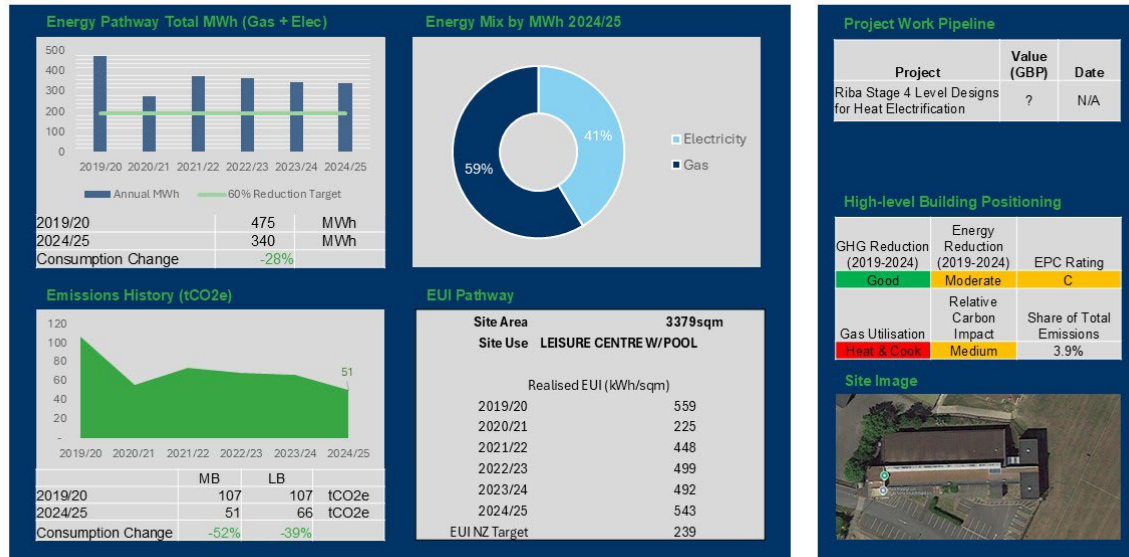 Energy Pathway Total MWh (Gas + Elec)
500
400
300
200
100
0
2019/20 2020/21 2021/22 2022/23 2023/24 2024/25
Annual MWh 60% Reduction Target
2019/20 475 MWh
2024/25 340 MWh
Consumption Change -28%
Energy Mix by MWh 2024/25
41%
59%
Electricity
Gas
Emissions History (tCO2e)
120
100
80
60
40
20
-
51
2019/20 2020/21 2021/22 2022/23 2023/24 2024/25
MB LB
2019/20 107 107 tCO2e
2024/25 51 66 tCO2e
Consumption Change -52% -39%
EUI Pathway
Site Area 3379sqm
Site Use LEISURE CENTRE W/POOL
Realised EUI (kWh/sqm)
2019/20 559
2020/21 225
2021/22 448
2022/23 499
2023/24 492
2024/25 543
EUI NZ Target 239
Project Work Pipeline
Project Value (GBP) Date
Riba Stage 4 Level Designs
for Heat Electrification ? N/A
High-level Building Positioning
GHG Reduction (2019-2024) Energy Reduction (2019-2024) EPC Rating
Good Moderate C
Gas Utilisation Relative Carbon Impact Share of Total Emissions
Heat & Cook Medium 3.9%
Site Image